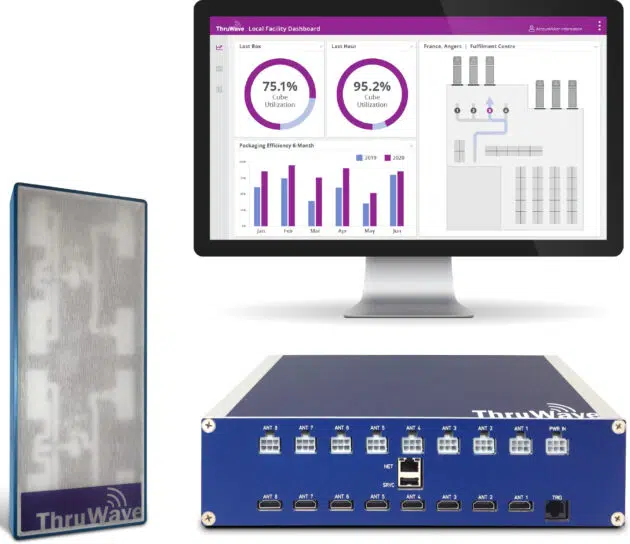 ThruWave Local Facility Dashboard
Last Box
75.1%
Cube
Utilization
Last Hour
95.2%
Cube
Utilization
France, Angers | Fulfillment Centre
Packaging Efficiency 6-Month
2019 2020
Jan Feb Mar Apr May Jun
ThruWave
ThruWave
ANT 8 ANT 7 ANT 6 ANT 5 ANT 4 ANT 3 ANT 2 ANT 1 PWR IN
NET
SRVC
ANT 8 ANT 7 ANT 6 ANT 5 ANT 4 ANT 3 ANT 2 ANT 1 TRG